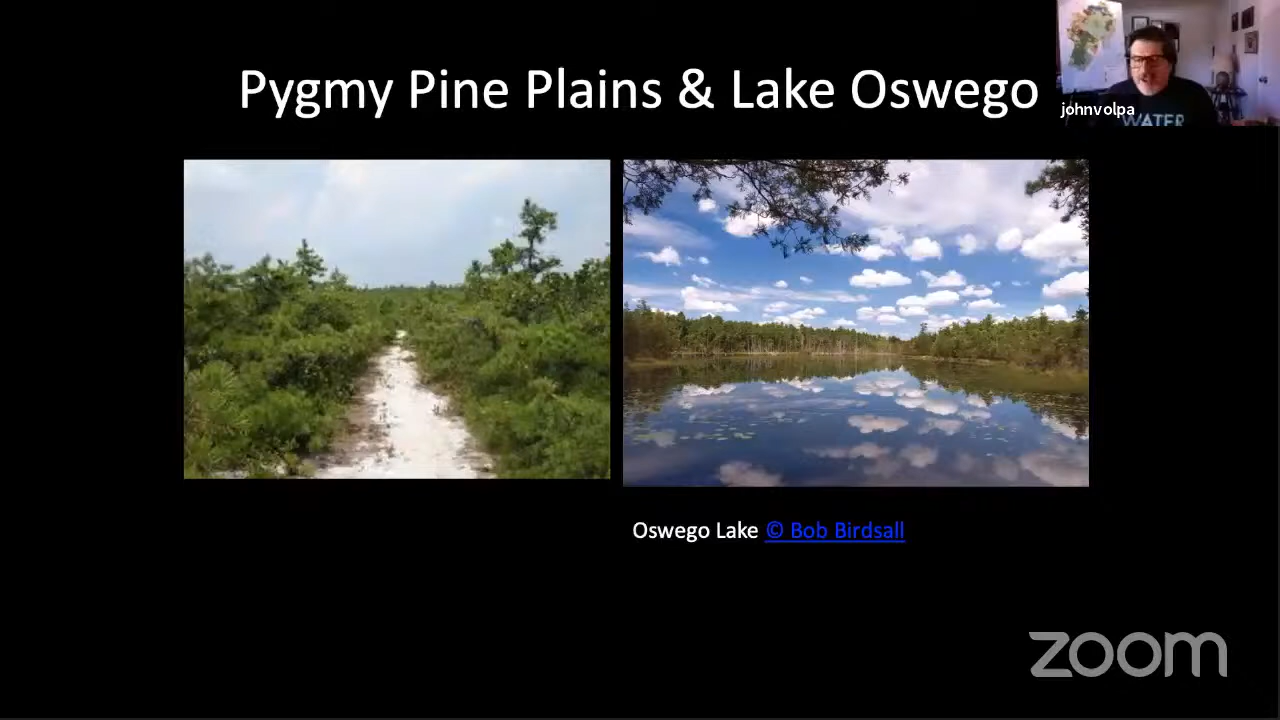 Pygmy Pine Plains & Lake Oswego
johnvolpa
WATER
Oswego Lake © Bob Birdsall
zoom